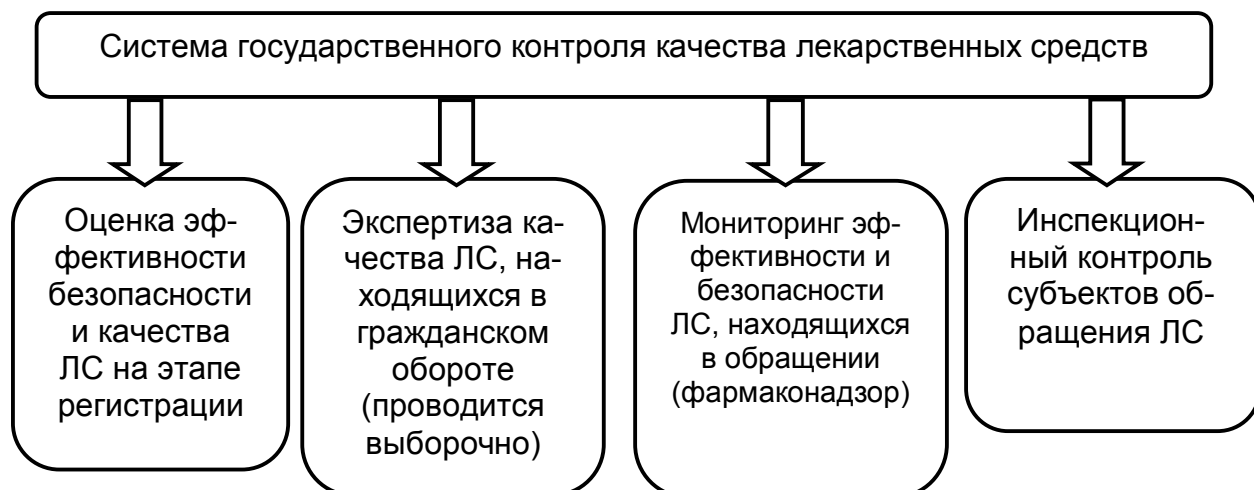 Система государственного контроля качества лекарственных средств
Оценка эф-
фективности
безопасности
и качества
ЛС на этапе
регистрации
Экспертиза ка-
чества ЛС, на-
ходящихся в
гражданском
обороте
(проводится
выборочно)
Мониторинг эф-
фективности и
безопасности
ЛС, находящихся
в обращении
(фармаконадзор)
Инспекцион-
ный контроль
субъектов об-
ращения ЛС